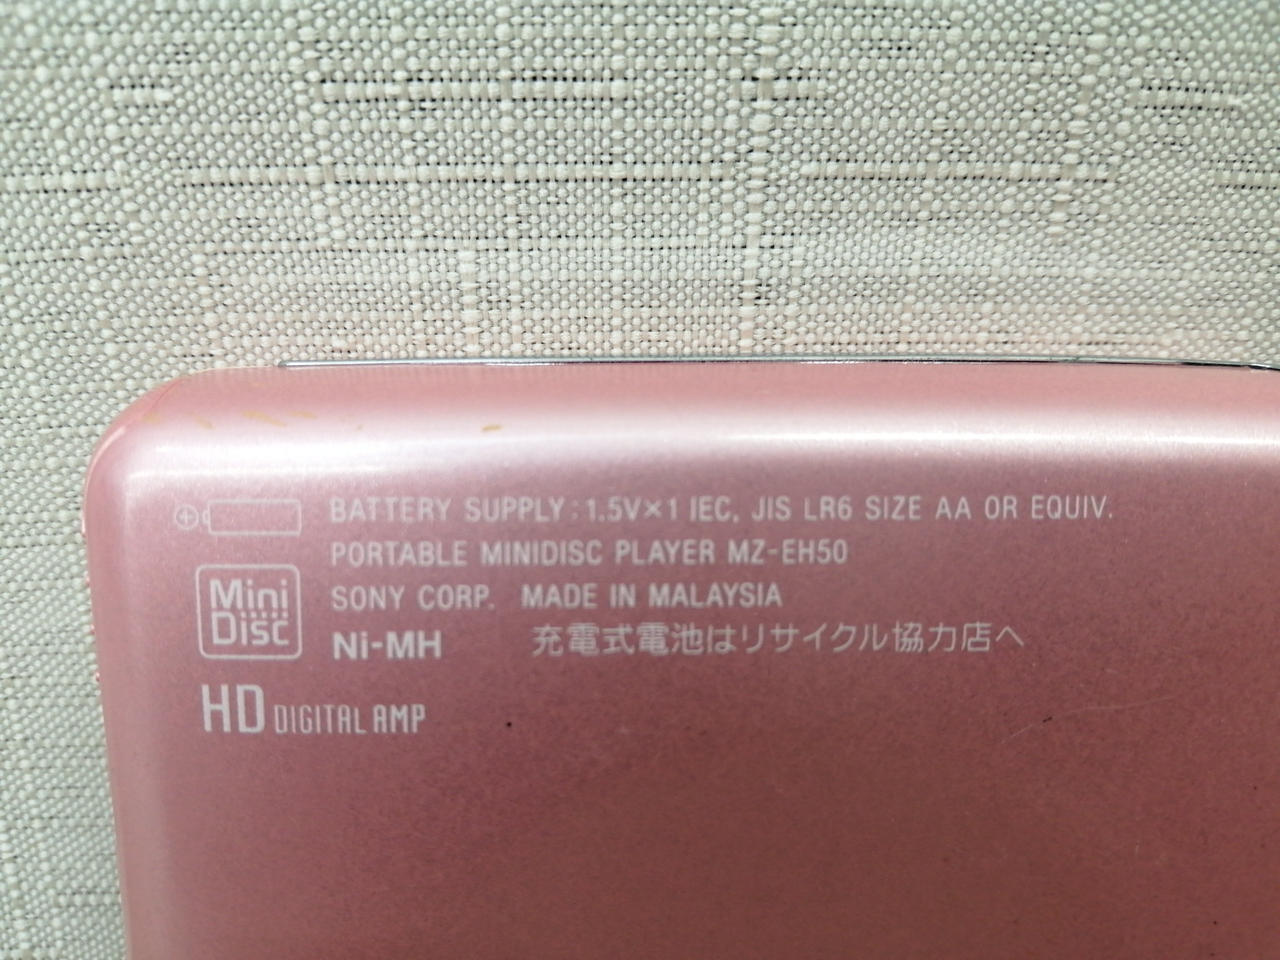 BATTERY SUPPLY : 1.5V×1 IEC, JIS LR6 SIZE AA OR EQUIV.
PORTABLE MINIDISC PLAYER MZ-EH50
Mini
Disc
SONY CORP. MADE IN MALAYSIA
Ni-MH 充電式電池はリサイクル協力店へ
HD DIGITAL AMP